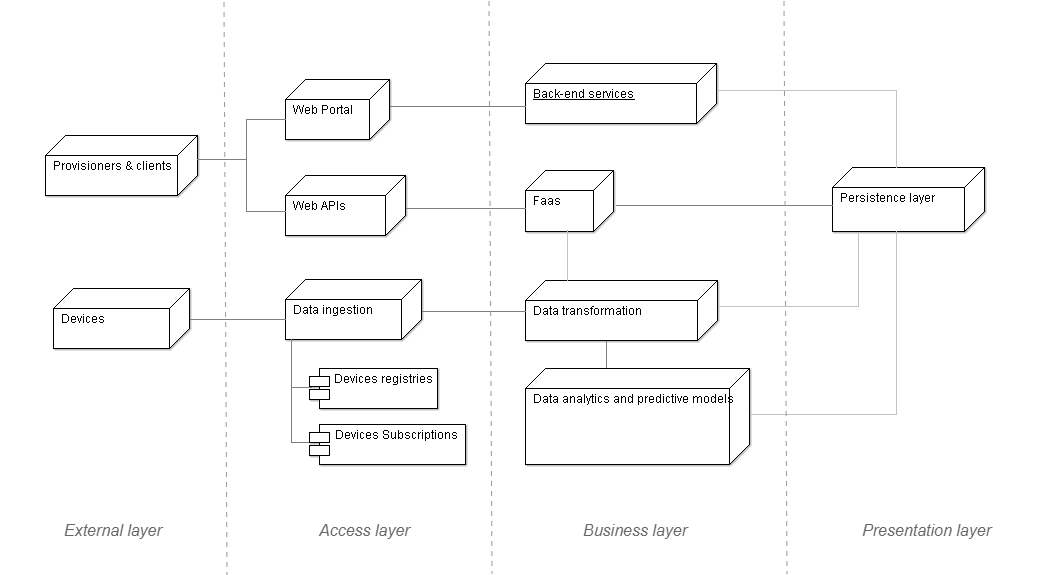 Back-end services
Web Portal
Provisioners & clients
Web APIs
Faas
Persistence layer
Devices
Data ingestion
Data transformation
Devices registries
Data analytics and predictive models
Devices Subscriptions
External layer
Access layer
Business layer
Presentation layer